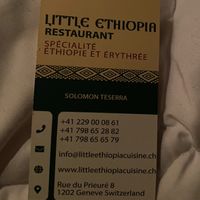 LITTLE ETHIOPIA
RESTAURANT
SPÉCIALITÉ
ÉTHIOPIE ET ÉRYTHRÉE
SOLOMON TESERRA
+41 229 00 08 61
+41 798 65 28 82
+41 798 65 65 79
info@littleethiopiacuisine.ch
www.littleethiopiacuisine.ch
Rue du Prieuré 8
1202 Geneve Switzerland